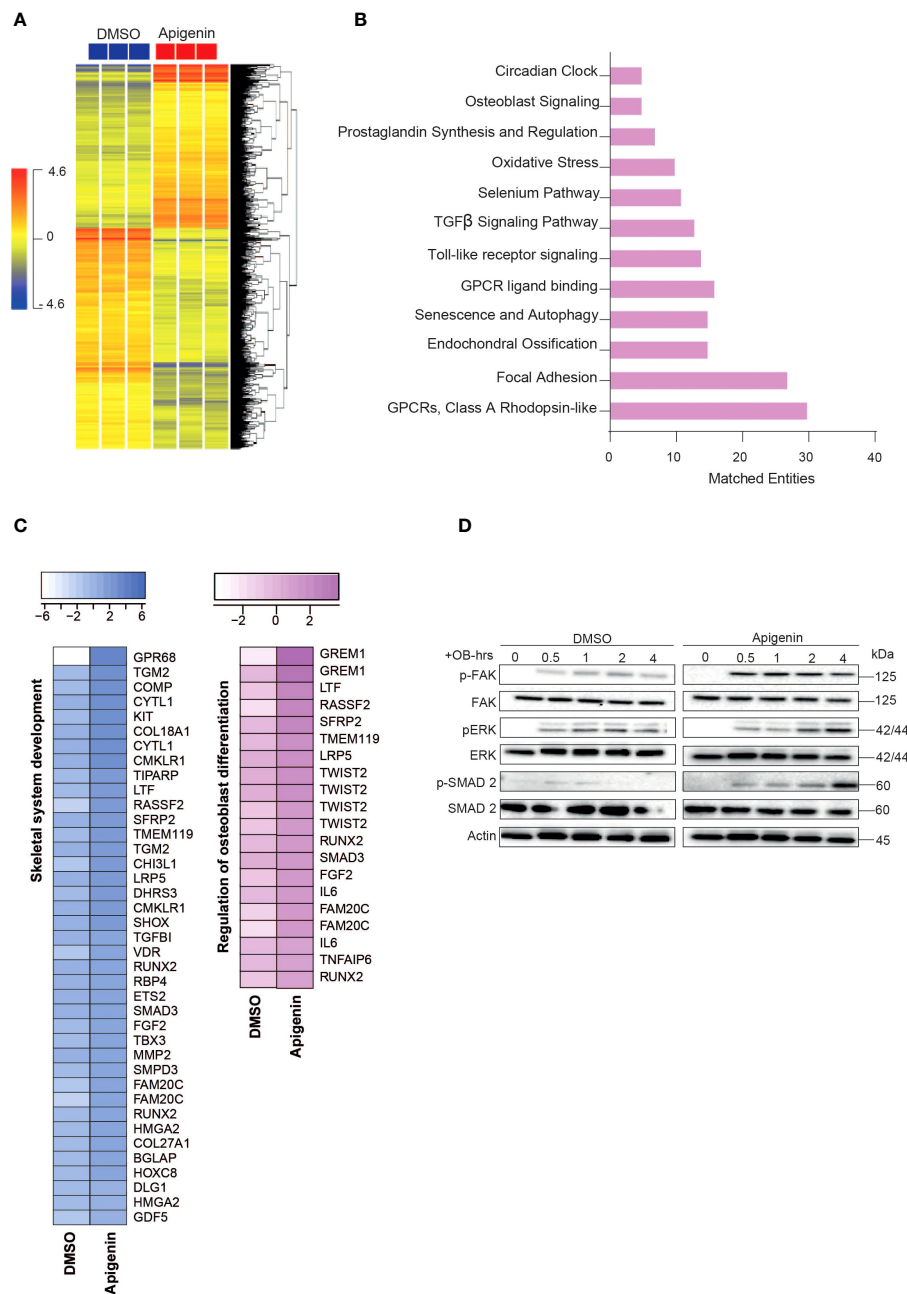 A
DMSO Apigenin
4.6
0
- 4.6
B
Circadian Clock
Osteoblast Signaling
Prostaglandin Synthesis and Regulation
Oxidative Stress
Selenium Pathway
TGFβ Signaling Pathway
Toll-like receptor signaling
GPCR ligand binding
Senescence and Autophagy
Endochondral Ossification
Focal Adhesion
GPCRs, Class A Rhodopsin-like
0 10 20 30 40
Matched Entities
C
−6 −2 2 6
Skeletal system development
GPR68
TGM2
COMP
CYTL1
KIT
COL18A1
CYTL1
CMKLR1
TIPARP
LTF
RASSF2
SFRP2
TMEM119
TGM2
CHI3L1
LRP5
DHRS3
CMKLR1
SHOX
TGFBI
VDR
RUNX2
RBP4
ETS2
SMAD3
FGF2
TBX3
MMP2
SMPD3
FAM20C
FAM20C
RUNX2
HMGA2
COL27A1
BGLAP
HOXC8
DLG1
HMGA2
GDF5
DMSO
Apigenin
−2 0 2
Regulation of osteoblast differentiation
GREM1
GREM1
LTF
RASSF2
SFRP2
TMEM119
LRP5
TWIST2
TWIST2
TWIST2
TWIST2
RUNX2
SMAD3
FGF2
IL6
FAM20C
FAM20C
IL6
TNFAIP6
RUNX2
DMSO
Apigenin
D
DMSO Apigenin
+OB-hrs 0 0.5 1 2 4 0 0.5 1 2 4 kDa
p-FAK 125
FAK 125
pERK 42/44
ERK 42/44
p-SMAD 2 60
SMAD 2 60
Actin 45